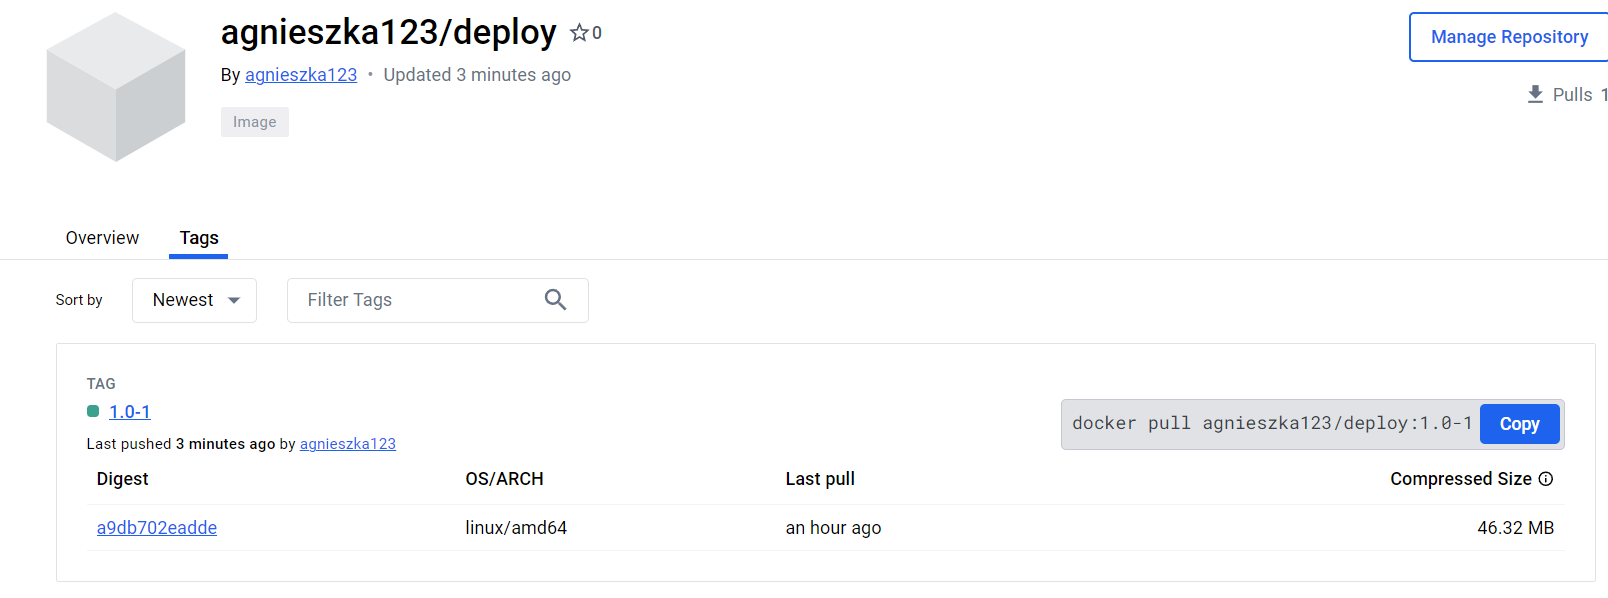 agnieszka123/deploy ☆0
By agnieszka123 • Updated 3 minutes ago
Image
Manage Repository
Pulls 1
Overview Tags
Sort by Newest Filter Tags
TAG
1.0-1
Last pushed 3 minutes ago by agnieszka123
docker pull agnieszka123/deploy:1.0-1 Copy
Digest OS/ARCH Last pull Compressed Size
a9db702eadde linux/amd64 an hour ago 46.32 MB